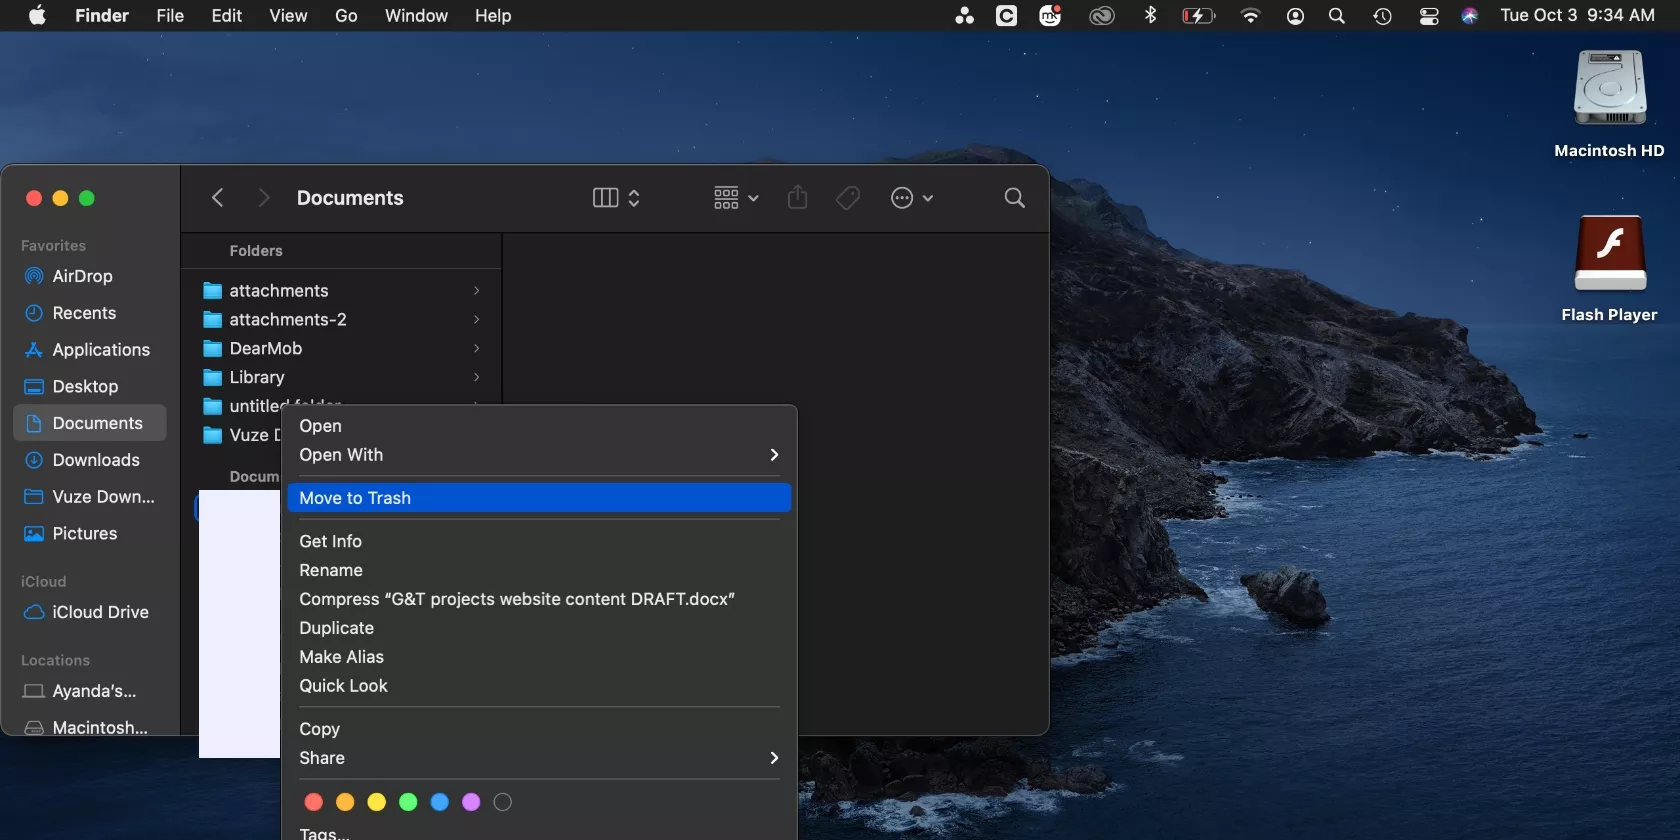 Finder File Edit View Go Window Help
Tue Oct 3 9:34 AM
Macintosh HD
Flash Player
Documents
Favorites
AirDrop
Recents
Applications
Desktop
Documents
Downloads
Vuze Down...
Pictures
iCloud
iCloud Drive
Locations
Ayanda's...
Macintosh...
Folders
attachments
attachments-2
DearMob
Library
untitled folder
Vuze D
Docum
Open
Open With
Move to Trash
Get Info
Rename
Compress “G&T projects website content DRAFT.docx”
Duplicate
Make Alias
Quick Look
Copy
Share
Tags...